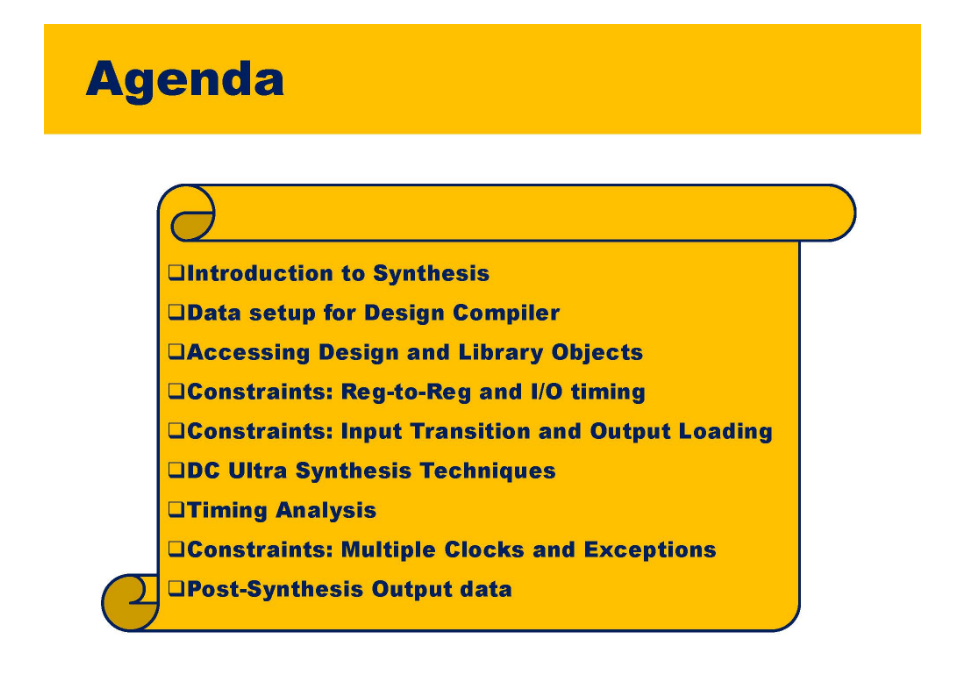 Agenda
❑Introduction to Synthesis
❑Data setup for Design Compiler
❑Accessing Design and Library Objects
❑Constraints: Reg-to-Reg and I/O timing
❑Constraints: Input Transition and Output Loading
❑DC Ultra Synthesis Techniques
❑Timing Analysis
❑Constraints: Multiple Clocks and Exceptions
❑Post-Synthesis Output data